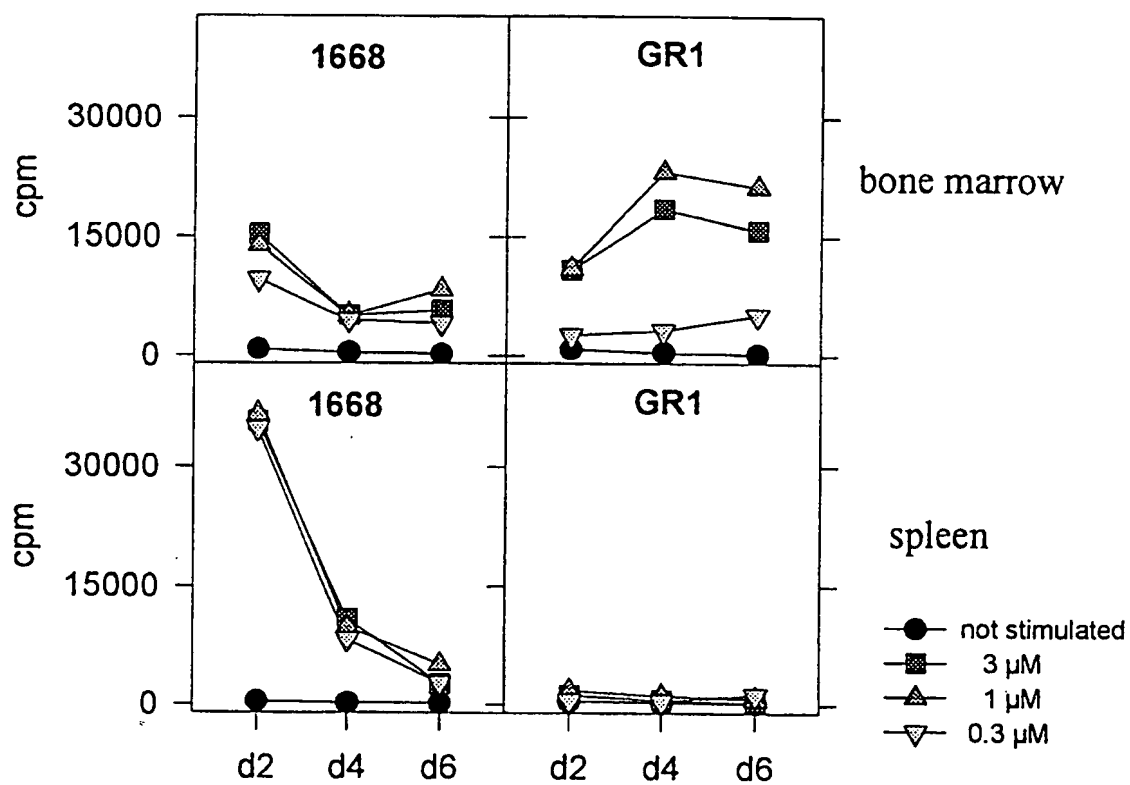 1668 GR1
30000
cpm
15000
0
bone marrow
1668 GR1
30000
cpm
15000
0
spleen
not stimulated
3 µM
1 µM
0.3 µM
d2 d4 d6 d2 d4 d6